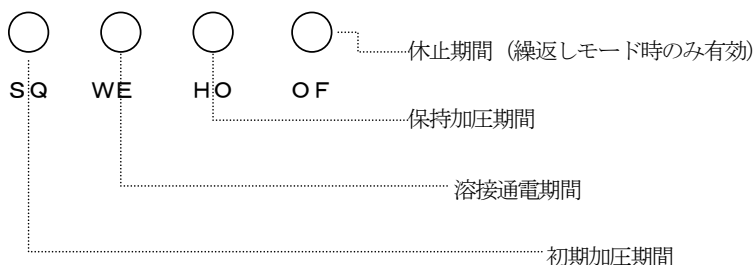 休止期間（繰返しモード時のみ有効）
SQ WE HO OF
保持加圧期間
溶接通電期間
初期加圧期間